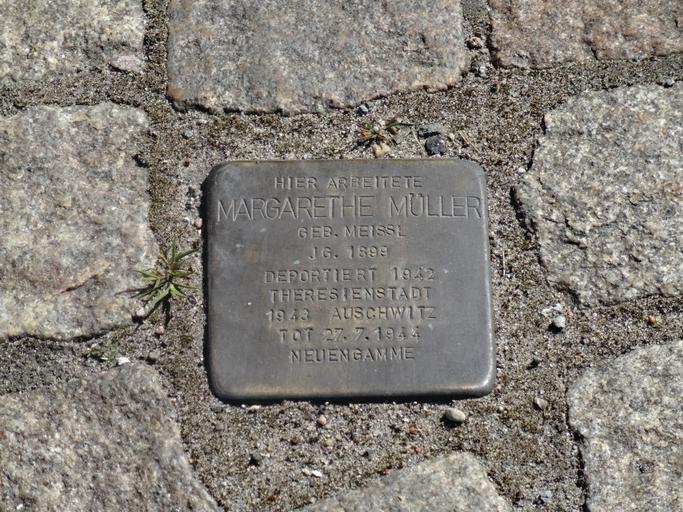 HIER ARBEITETE
MARGARETHE MÜLLER
GEB. MEISSL
JG. 1899
DEPORTIERT 1942
THERESIENSTADT
1943 AUSCHWITZ
TOT 27.7.1944
NEUENGAMME